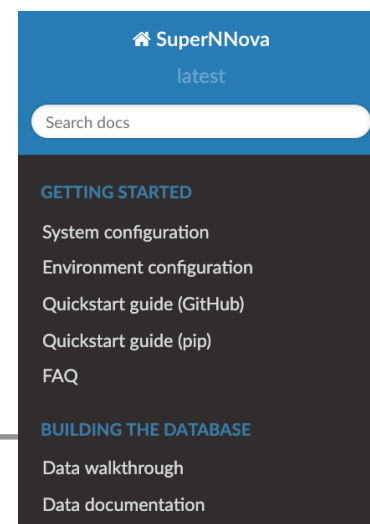 SuperNNova
latest
Search docs
GETTING STARTED
System configuration
Environment configuration
Quickstart guide (GitHub)
Quickstart guide (pip)
FAQ
BUILDING THE DATABASE
Data walkthrough
Data documentation